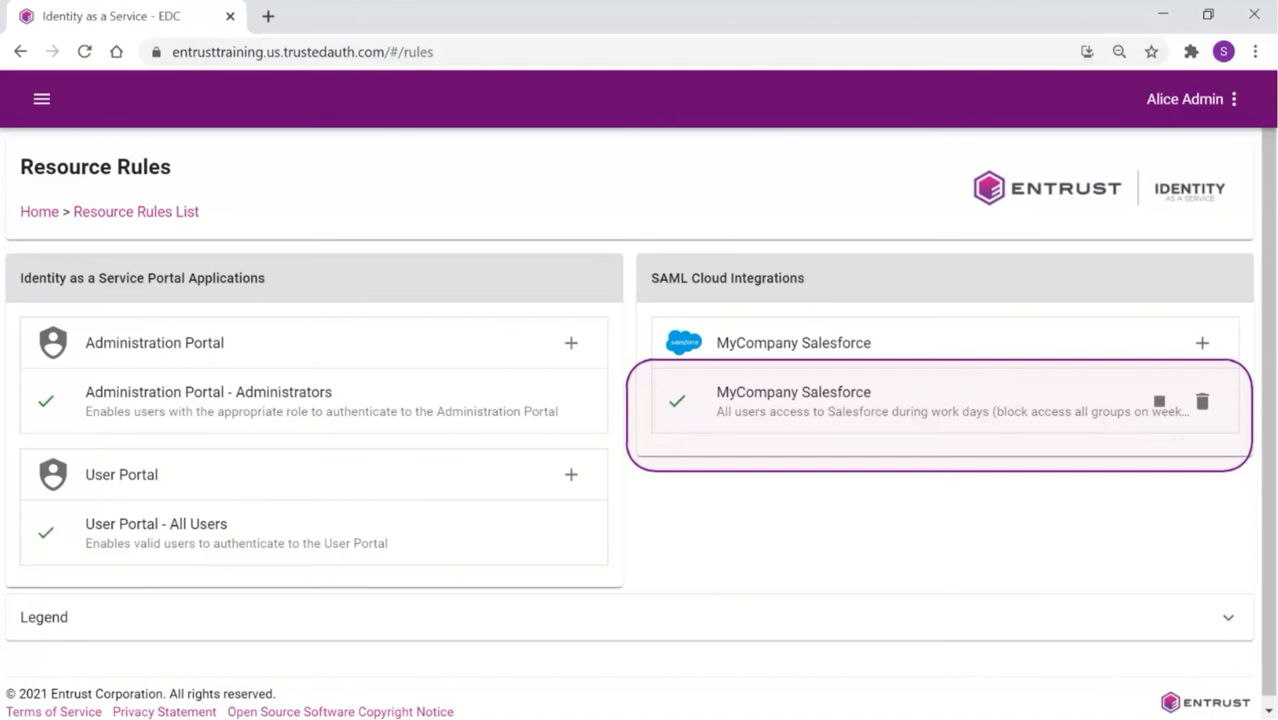 Identity as a Service - EDC
entrusttraining.us.trustedauth.com/#/rules
S
Alice Admin
Resource Rules
Home > Resource Rules List
ENTRUST
IDENTITY
AS A SERVICE
Identity as a Service Portal Applications
Administration Portal
Administration Portal - Administrators
Enables users with the appropriate role to authenticate to the Administration Portal
User Portal
User Portal - All Users
Enables valid users to authenticate to the User Portal
SAML Cloud Integrations
salesforce
MyCompany Salesforce
MyCompany Salesforce
All users access to Salesforce during work days (block access all groups on week...
Legend
© 2021 Entrust Corporation. All rights reserved.
Terms of Service Privacy Statement Open Source Software Copyright Notice
ENTRUST